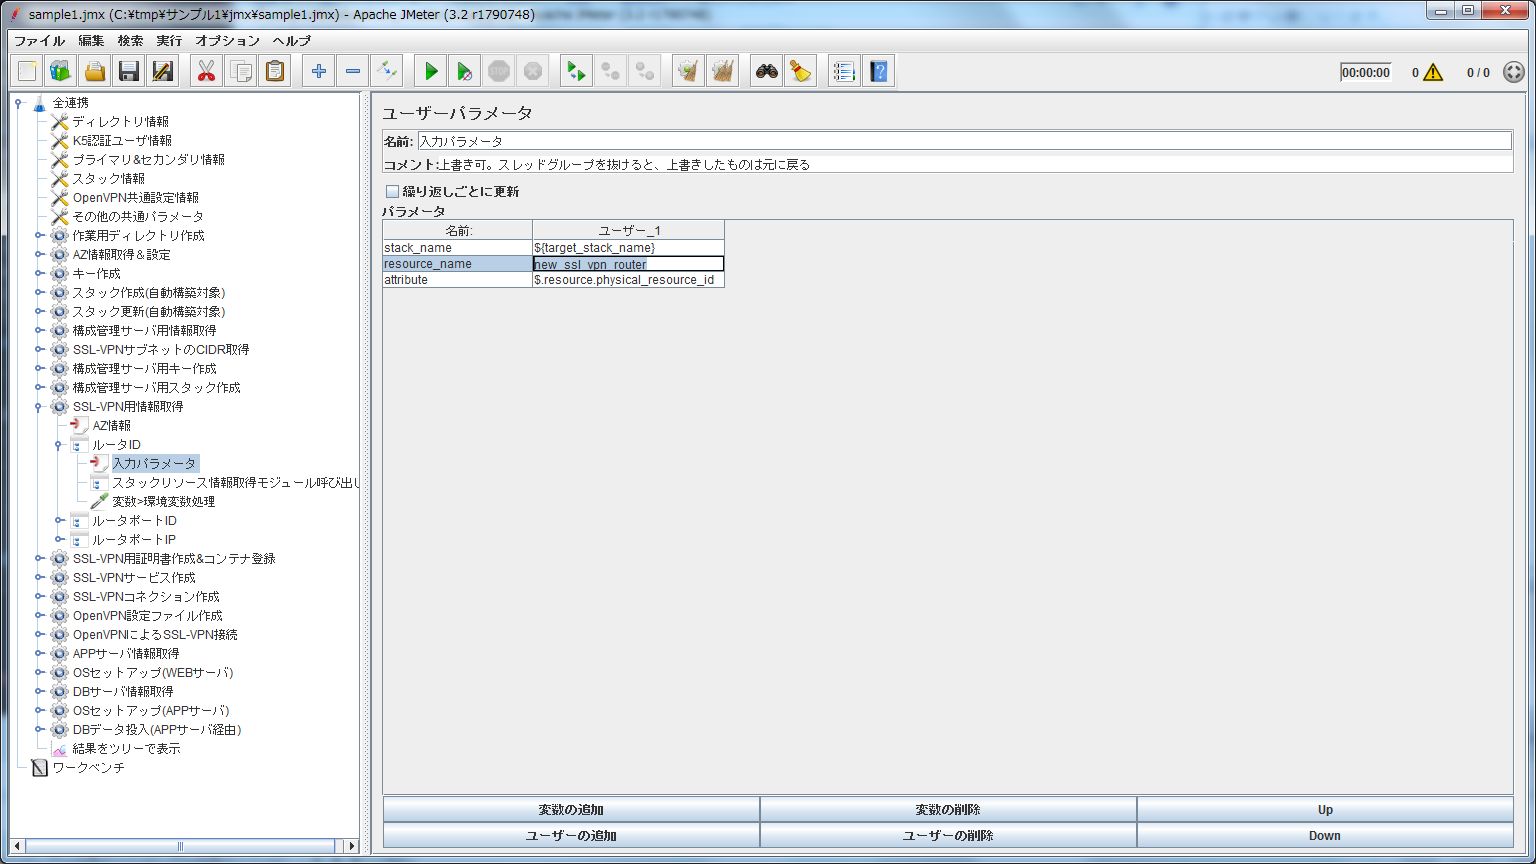 sample1.jmx (C:¥tmp¥サンプル1¥jmx¥sample1.jmx) - Apache JMeter (3.2 r1790748)
ファイル 編集 検索 実行 オプション ヘルプ
STOP
00:00:00 0 0 / 0
全連携
ディレクトリ情報
K5認証ユーザ情報
プライマリ&セカンダリ情報
スタック情報
OpenVPN共通設定情報
その他の共通パラメータ
作業用ディレクトリ作成
AZ情報取得＆設定
キー作成
スタック作成(自動構築対象)
スタック更新(自動構築対象)
構成管理サーバ用情報取得
SSL-VPNサブネットのCIDR取得
構成管理サーバ用キー作成
構成管理サーバ用スタック作成
SSL-VPN用情報取得
AZ情報
ルータID
入力パラメータ
スタックリソース情報取得モジュール呼び出し
変数>環境変数処理
ルータポートID
ルータポートIP
SSL-VPN用証明書作成&コンテナ登録
SSL-VPNサービス作成
SSL-VPNコネクション作成
OpenVPN設定ファイル作成
OpenVPNによるSSL-VPN接続
APPサーバ情報取得
OSセットアップ(WEBサーバ)
DBサーバ情報取得
OSセットアップ(APPサーバ)
DBデータ投入(APPサーバ経由)
結果をツリーで表示
ワークベンチ
ユーザーパラメータ
名前: 入力パラメータ
コメント:上書き可。スレッドグループを抜けると、上書きしたものは元に戻る
繰り返しごとに更新
パラメータ
名前: ユーザー_1
stack_name ${target_stack_name}
resource_name new_ssl_vpn_router
attribute $.resource.physical_resource_id
変数の追加 変数の削除 Up
ユーザーの追加 ユーザーの削除 Down